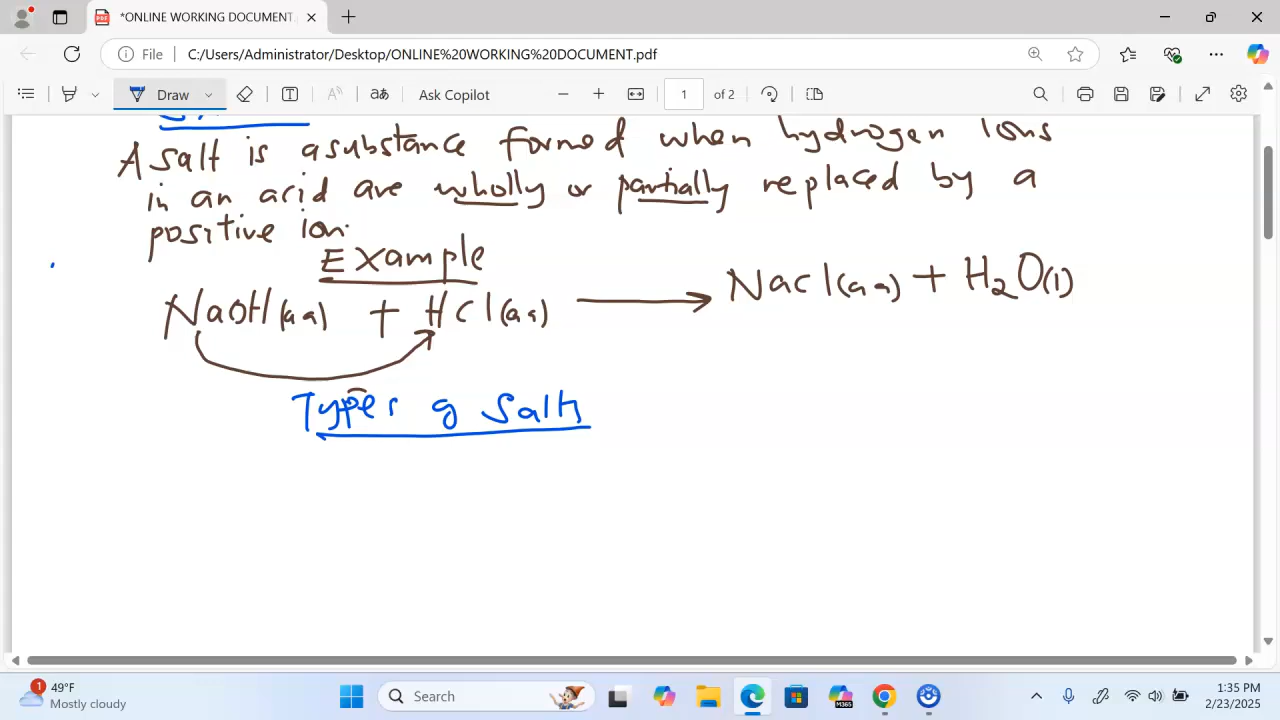 *ONLINE WORKING DOCUMENT.
File C:/Users/Administrator/Desktop/ONLINE%20WORKING%20DOCUMENT.pdf
Draw Ask Copilot 1 of 2
A salt is a substance formed when hydrogen Ions
in an acid are wholly or partially replaced by a
positive ion.
Example
NaOH(aq) + HCl(aq) → NaCl(aq) + H₂O(l)
Types of Salts
1 49°F
Mostly cloudy
Search
M365
1:35 PM
2/23/2025